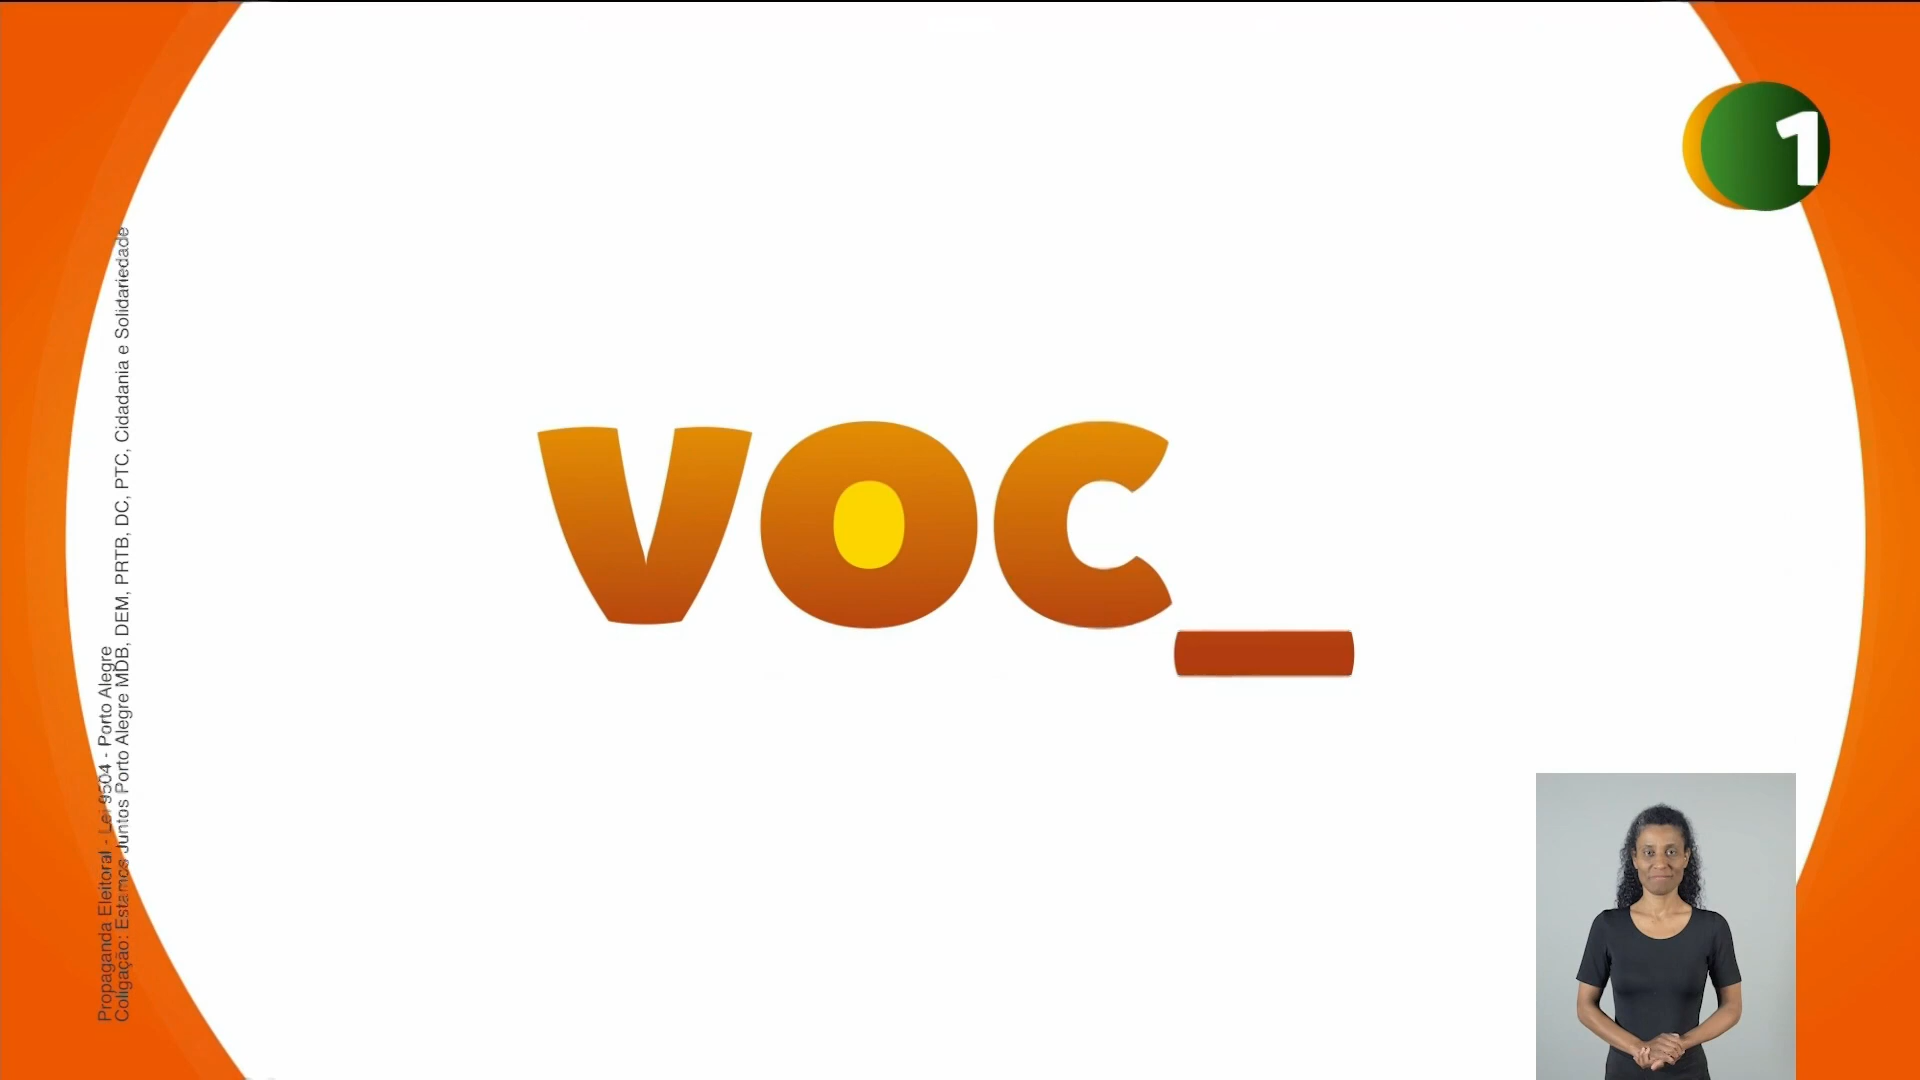 1
VOC_
Propaganda Eleitoral - Lei 9504 - Porto Alegre
Coligação: Estamos Juntos Porto Alegre MDB, DEM, PRTB, DC, PTC, Cidadania e Solidariedade